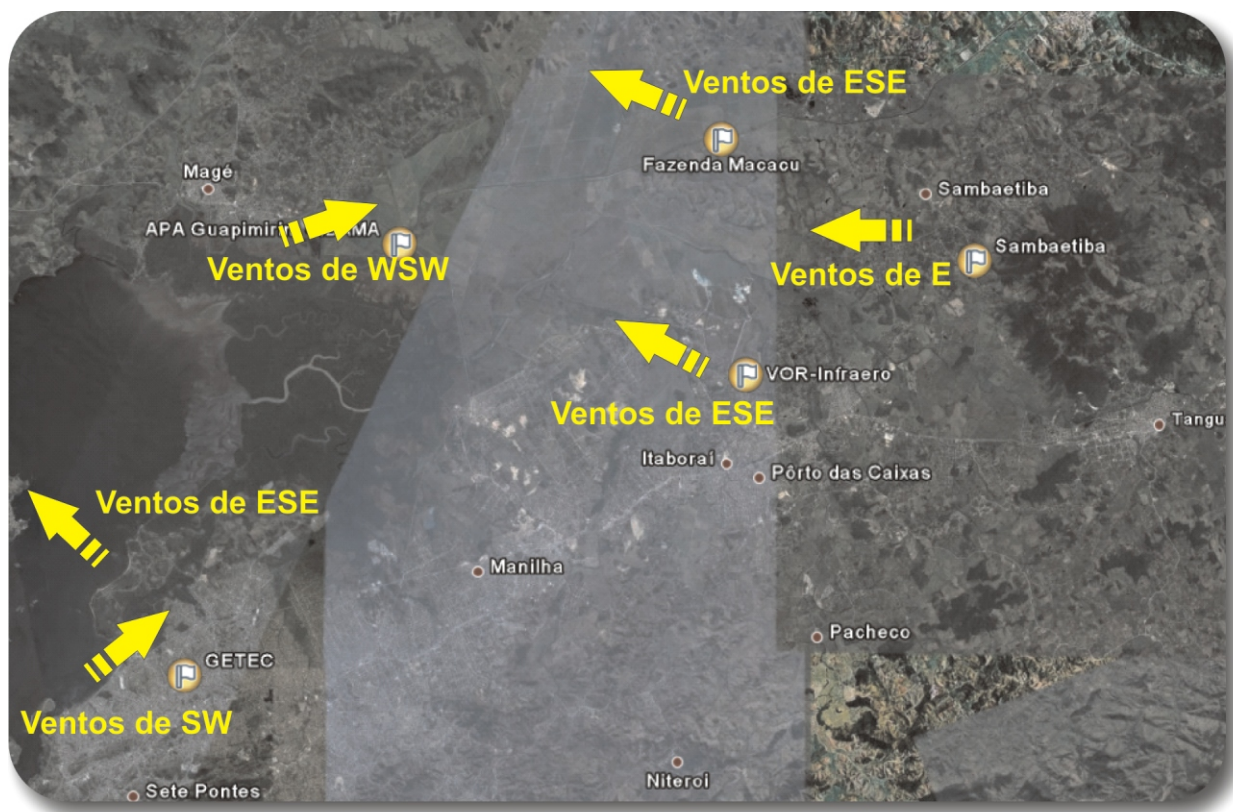 Ventos de ESE
Fazenda Macacu
Magé
Sambaetiba
APA Guapimirim
Ventos de WSW
Sambaetiba
Ventos de E
VOR-Infraero
Ventos de ESE
Tangu
Itaboraí
Pôrto das Caixas
Ventos de ESE
Manilha
Pacheco
GETEC
Ventos de SW
Niteroi
Sete Pontes